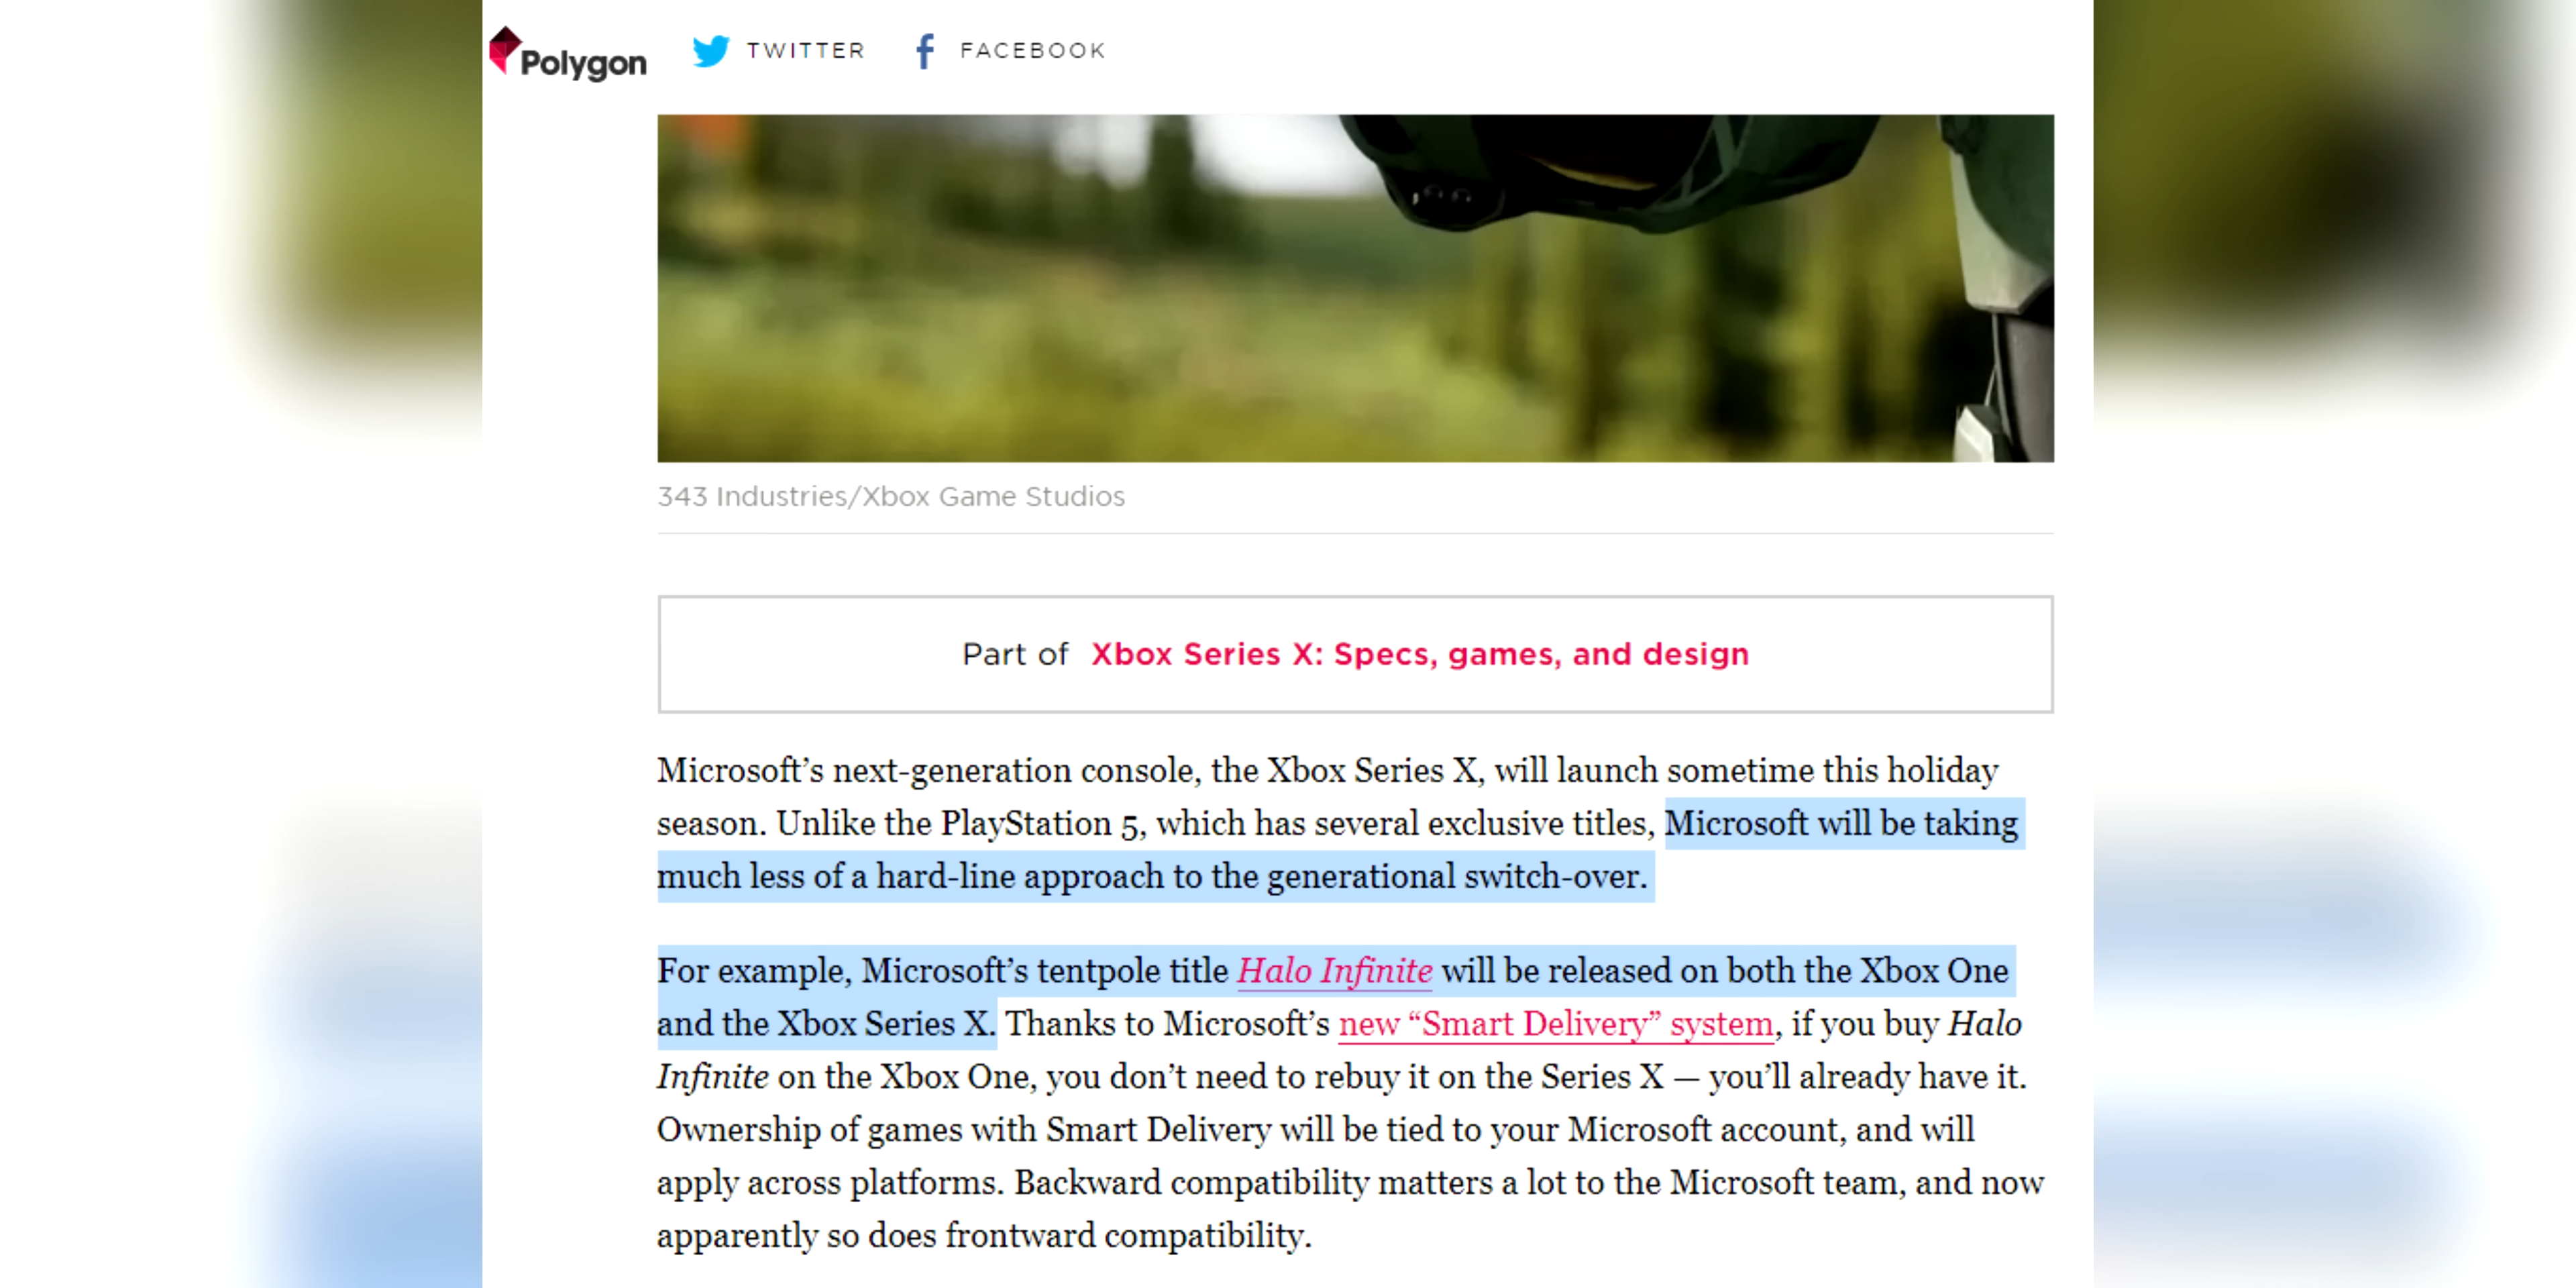 Polygon
TWITTER
FACEBOOK
343 Industries/Xbox Game Studios
Part of Xbox Series X: Specs, games, and design
Microsoft’s next-generation console, the Xbox Series X, will launch sometime this holiday
season. Unlike the PlayStation 5, which has several exclusive titles, Microsoft will be taking
much less of a hard-line approach to the generational switch-over.
For example, Microsoft’s tentpole title Halo Infinite will be released on both the Xbox One
and the Xbox Series X. Thanks to Microsoft’s new “Smart Delivery” system, if you buy Halo
Infinite on the Xbox One, you don’t need to rebuy it on the Series X — you’ll already have it.
Ownership of games with Smart Delivery will be tied to your Microsoft account, and will
apply across platforms. Backward compatibility matters a lot to the Microsoft team, and now
apparently so does frontward compatibility.